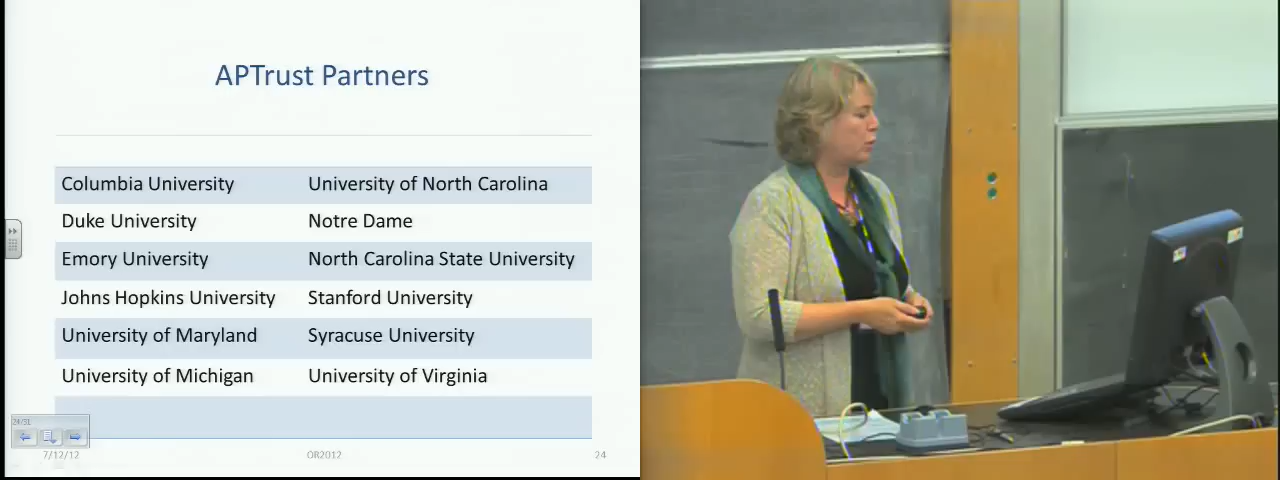 APTrust Partners
Columbia University University of North Carolina
Duke University Notre Dame
Emory University North Carolina State University
Johns Hopkins University Stanford University
University of Maryland Syracuse University
University of Michigan University of Virginia
24/31
7/12/12 OR2012 24